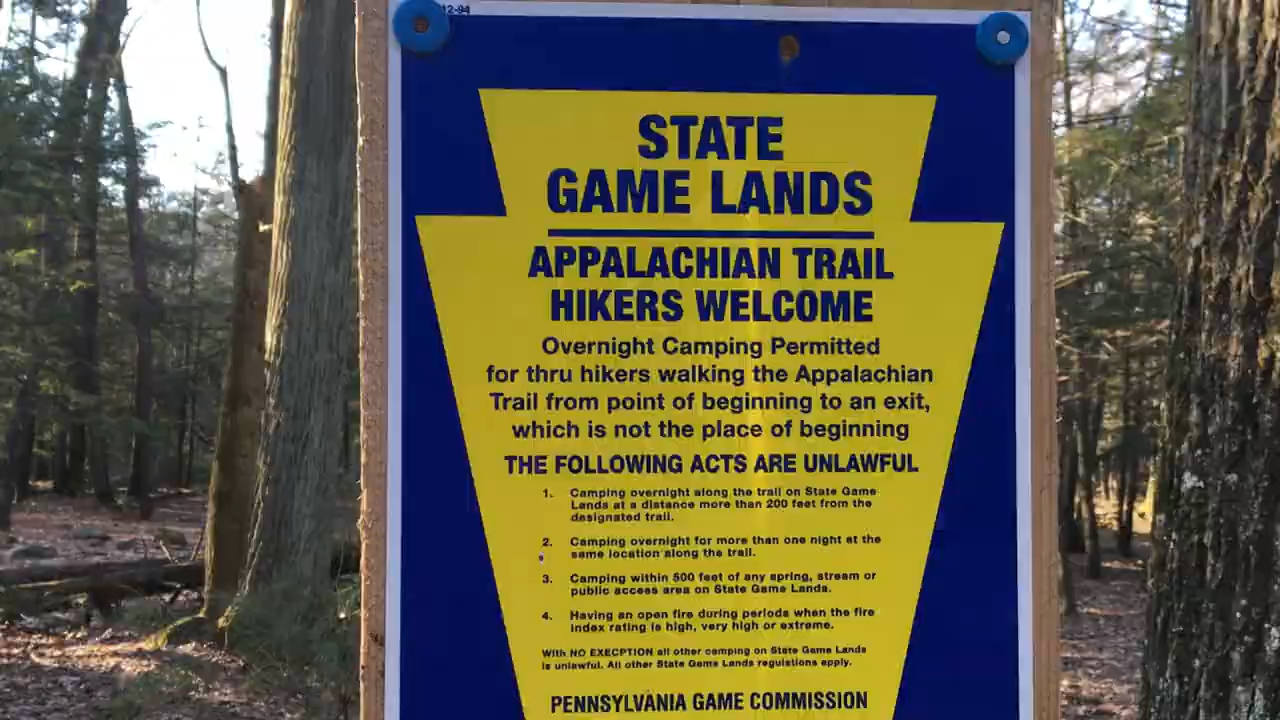 12-94
STATE
GAME LANDS
APPALACHIAN TRAIL
HIKERS WELCOME
Overnight Camping Permitted
for thru hikers walking the Appalachian
Trail from point of beginning to an exit,
which is not the place of beginning
THE FOLLOWING ACTS ARE UNLAWFUL
1. Camping overnight along the trail on State Game
Lands at a distance more than 200 feet from the
designated trail.
2. Camping overnight for more than one night at the
same location along the trail.
3. Camping within 500 feet of any spring, stream or
public access area on State Game Lands.
4. Having an open fire during periods when the fire
index rating is high, very high or extreme.
With NO EXECPTION all other camping on State Game Lands
is unlawful. All other State Game Lands regulations apply.
PENNSYLVANIA GAME COMMISSION